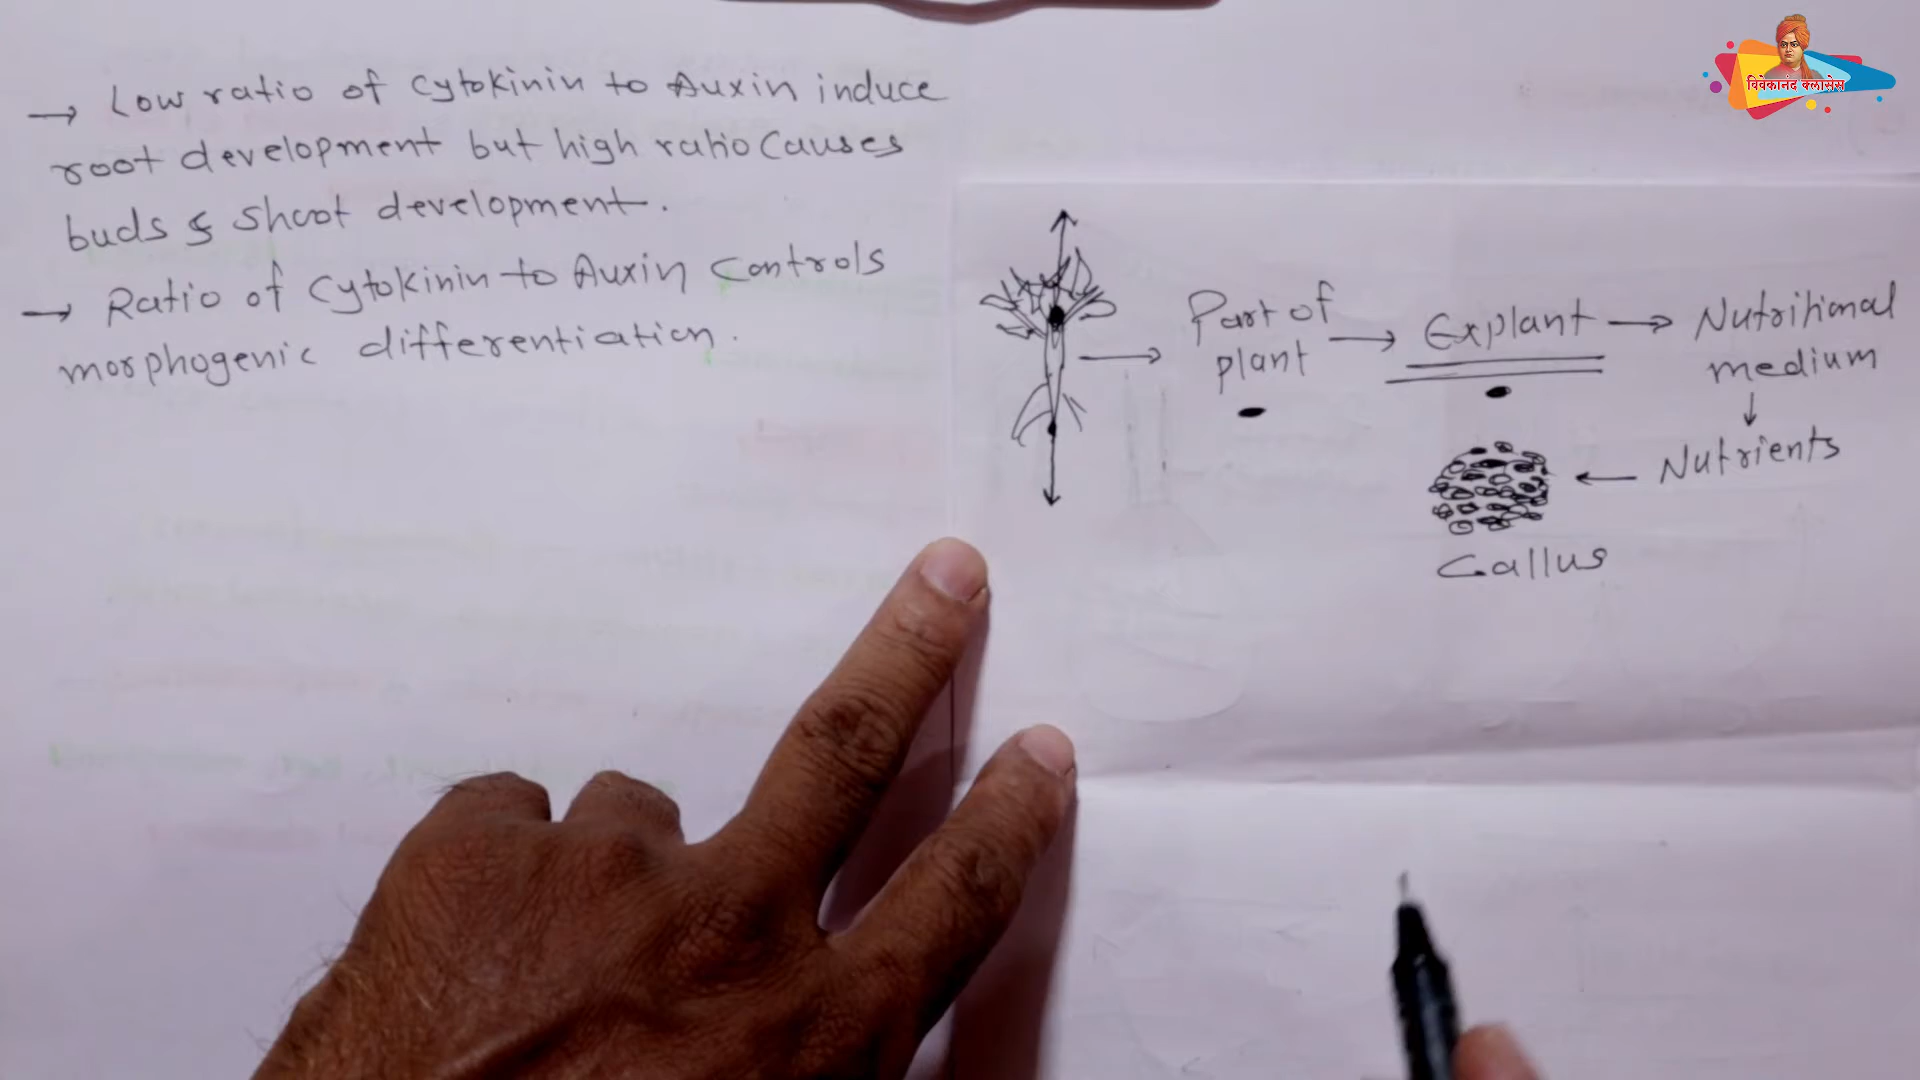 → Low ratio of Cytokinin to Auxin induce
root development but high ratio Causes
buds & Shoot development.
→ Ratio of Cytokinin to Auxin Controls
morphogenic differentiation.
Part of
plant
→ Explant → Nutritional
medium
Nutrients
Callus
विवेकानंद क्लासेस